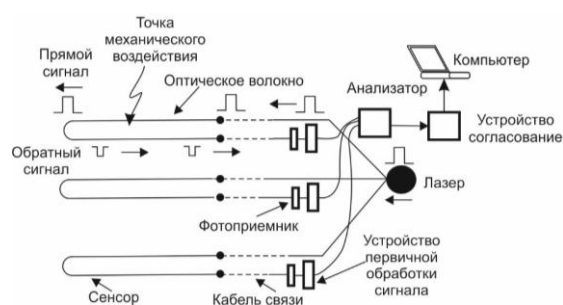 Точка
механического
воздействия
Прямой
сигнал
Оптическое волокно
Компьютер
Анализатор
Устройство
согласование
Обратный
сигнал
Лазер
Фотоприемник
Устройство
первичной
обработки
сигнала
Сенсор
Кабель связи